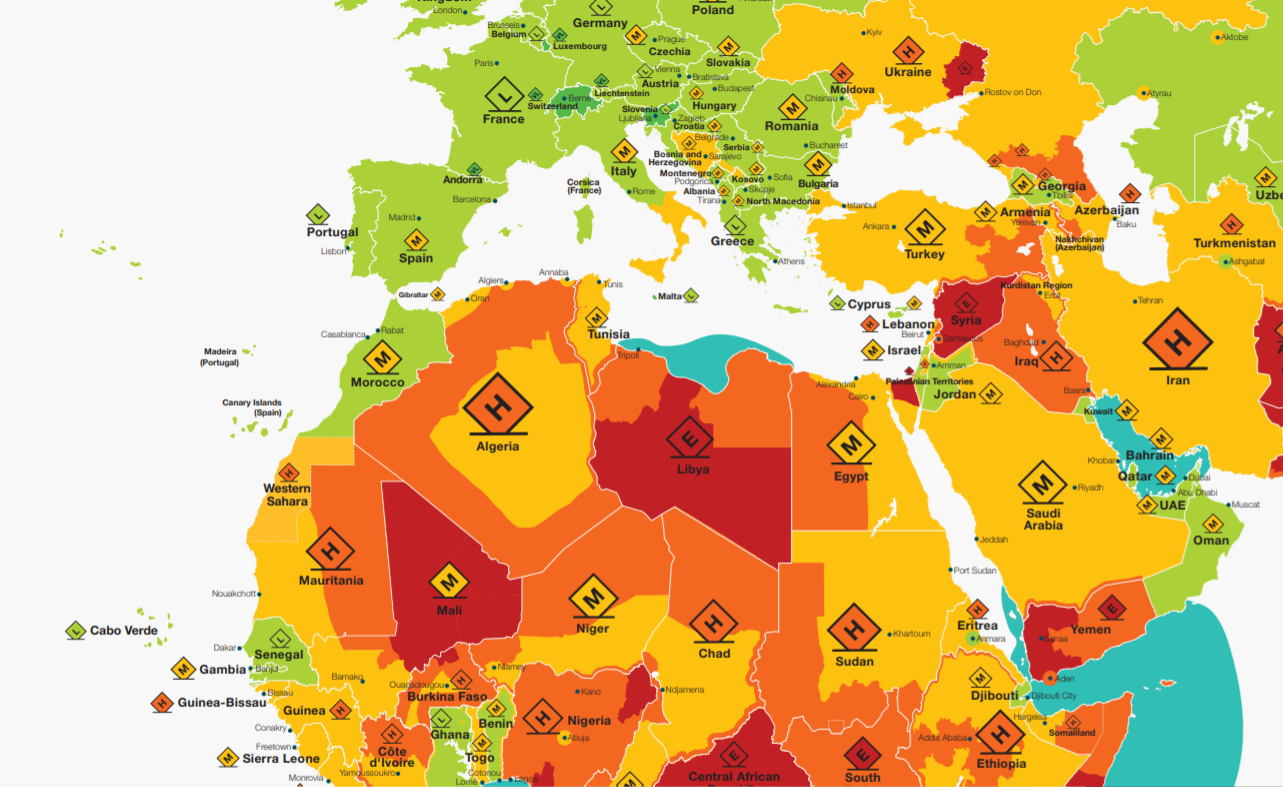 Kingdom
London
Germany
Poland
Brussels
Belgium
Luxembourg
Prague
Czechia
Kyiv
Aktobe
Ukraine
Paris
Slovakia
Vienna
Bratislava
Austria
Budapest
Moldova
Chisinau
Rostov on Don
Atyrau
France
Switzerland
Berne
Liechtenstein
Hungary
Slovenia
Ljubljana
Zagreb
Croatia
Romania
Belgrade
Serbia
Bucharest
Italy
Bosnia and
Herzegovina
Sarajevo
Montenegro
Podgorica
Kosovo
Sofia
Bulgaria
Andorra
Corsica
(France)
Rome
Albania
Skopje
Tirana
North Macedonia
Georgia
Tbilisi
Uzbe
Barcelona
Istanbul
Armenia
Yerevan
Azerbaijan
Baku
Portugal
Madrid
Lisbon
Spain
Greece
Ankara
Turkey
Nakhchivan
(Azerbaijan)
Turkmenistan
Ashgabat
Athens
Gibraltar
Algiers
Annaba
Tunis
Oran
Malta
Cyprus
Kurdistan Region
Erbil
Tehran
Casablanca
Rabat
Tunisia
Lebanon
Beirut
Syria
Damascus
Madeira
(Portugal)
Morocco
Tripoli
Israel
Amman
Baghdad
Iraq
Iran
Palestinian Territories
Jordan
Alexandria
Cairo
Basra
Canary Islands
(Spain)
Kuwait
Algeria
Libya
Egypt
Bahrain
Khobar
Qatar
Dubai
Abu Dhabi
UAE
Western
Sahara
Riyadh
Saudi
Arabia
Muscat
Oman
Jeddah
Mauritania
Nouakchott
Mali
Niger
Port Sudan
Cabo Verde
Senegal
Dakar
Chad
Sudan
Khartoum
Eritrea
Asmara
Sanaa
Yemen
Gambia
Banjul
Bamako
Niamey
Ouagadougou
Burkina Faso
Kano
Ndjamena
Aden
Djibouti
Djibouti City
Guinea-Bissau
Bissau
Guinea
Ghana
Benin
Nigeria
Abuja
Hargeisa
Somaliland
Conakry
Freetown
Sierra Leone
Côte
d'Ivoire
Togo
Addis Ababa
Ethiopia
Yamoussoukro
Monrovia
Cotonou
Lomé
Lagos
Central African
South